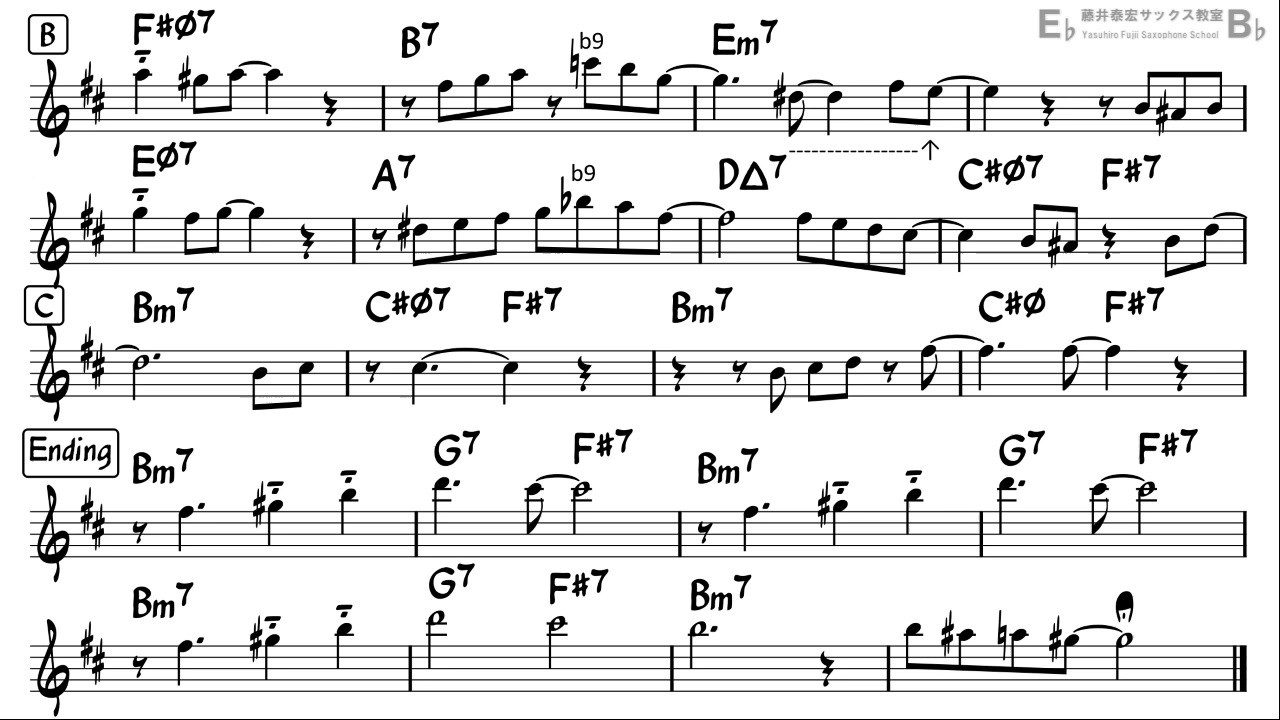 E♭ 藤井泰宏サックス教室 B♭
Yasuhiro Fujii Saxophone School
B F#ø7 B7 b9 Em7
Eø7 A7 b9 D△7 C#ø7 F#7
C Bm7 C#ø7 F#7 Bm7 C#ø F#7
Ending Bm7 G7 F#7 Bm7 G7 F#7
Bm7 G7 F#7 Bm7